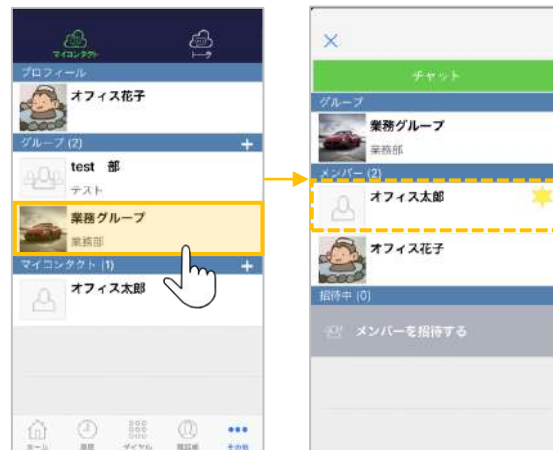 マイコンタクト
トーク
プロフィール
オフィス花子
グループ (2)
+
test 部
テスト
業務グループ
業務部
マイコンタクト (1)
+
オフィス太郎
ホーム
履歴
ダイヤル
電話帳
その他
×
チャット
グループ
業務グループ
業務部
メンバー (2)
オフィス太郎
オフィス花子
招待中 (0)
メンバーを招待する